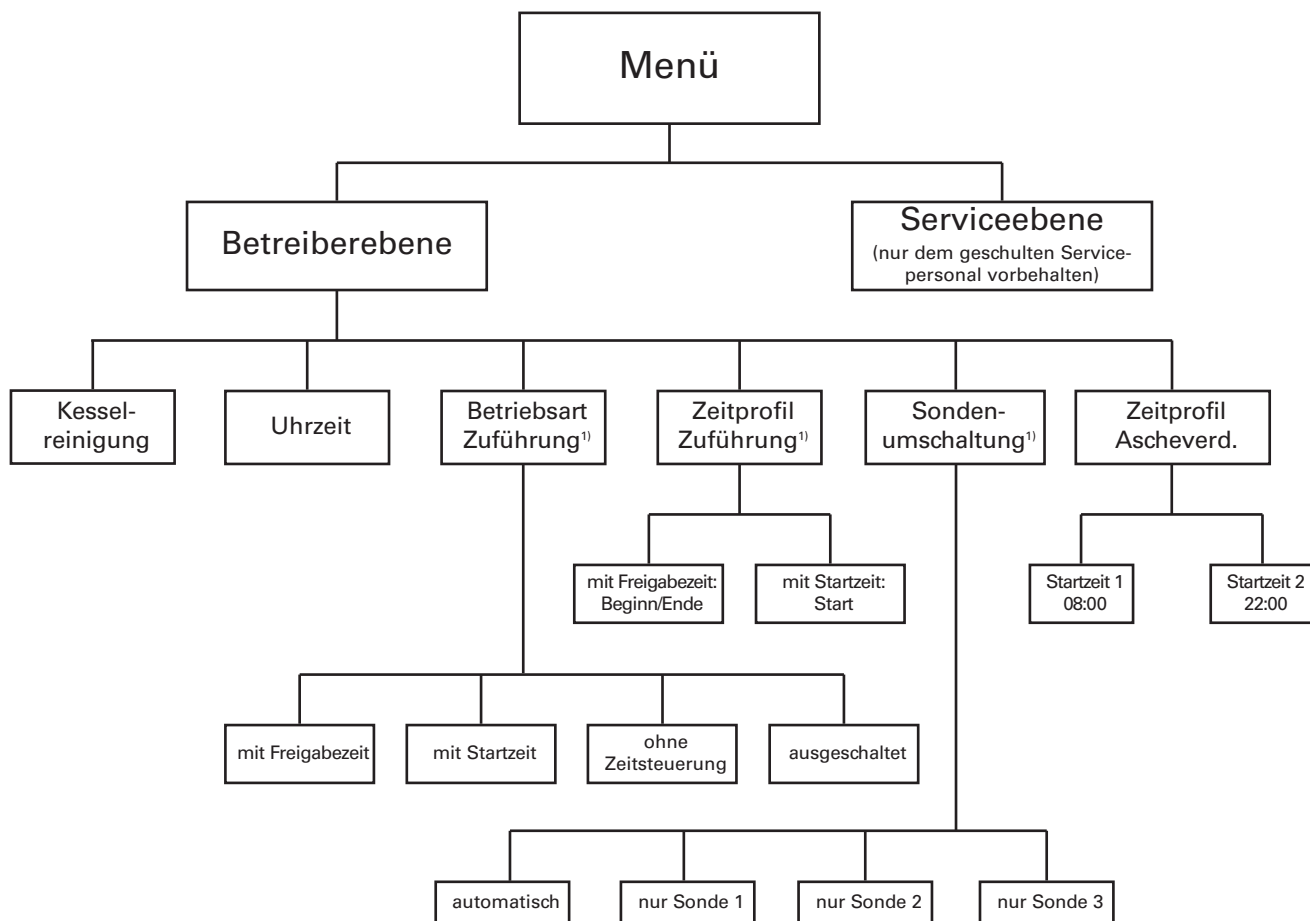 Menü
Betreiberebene
Serviceebene
(nur dem geschulten Service-
personal vorbehalten)
Kessel-
reinigung
Uhrzeit
Betriebsart
Zuführung1)
Zeitprofil
Zuführung1)
Sonden-
umschaltung1)
Zeitprofil
Ascheverd.
mit Freigabezeit:
Beginn/Ende
mit Startzeit:
Start
Startzeit 1
08:00
Startzeit 2
22:00
mit Freigabezeit
mit Startzeit
ohne
Zeitsteuerung
ausgeschaltet
automatisch
nur Sonde 1
nur Sonde 2
nur Sonde 3